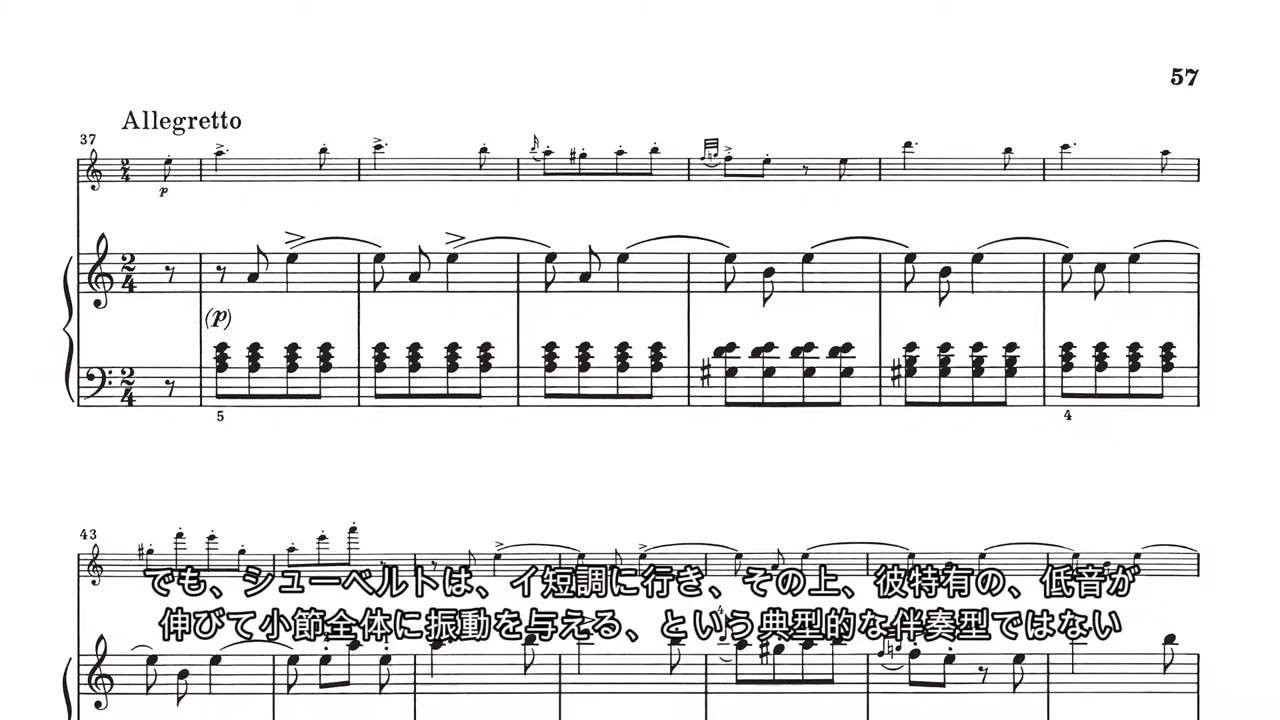 57
Allegretto
37
p
(p)
5
4
43
でも、シューベルトは、イ短調に行き、その上、彼特有の、低音が
伸びて小節全体に振動を与える、という典型的な伴奏型ではない
4